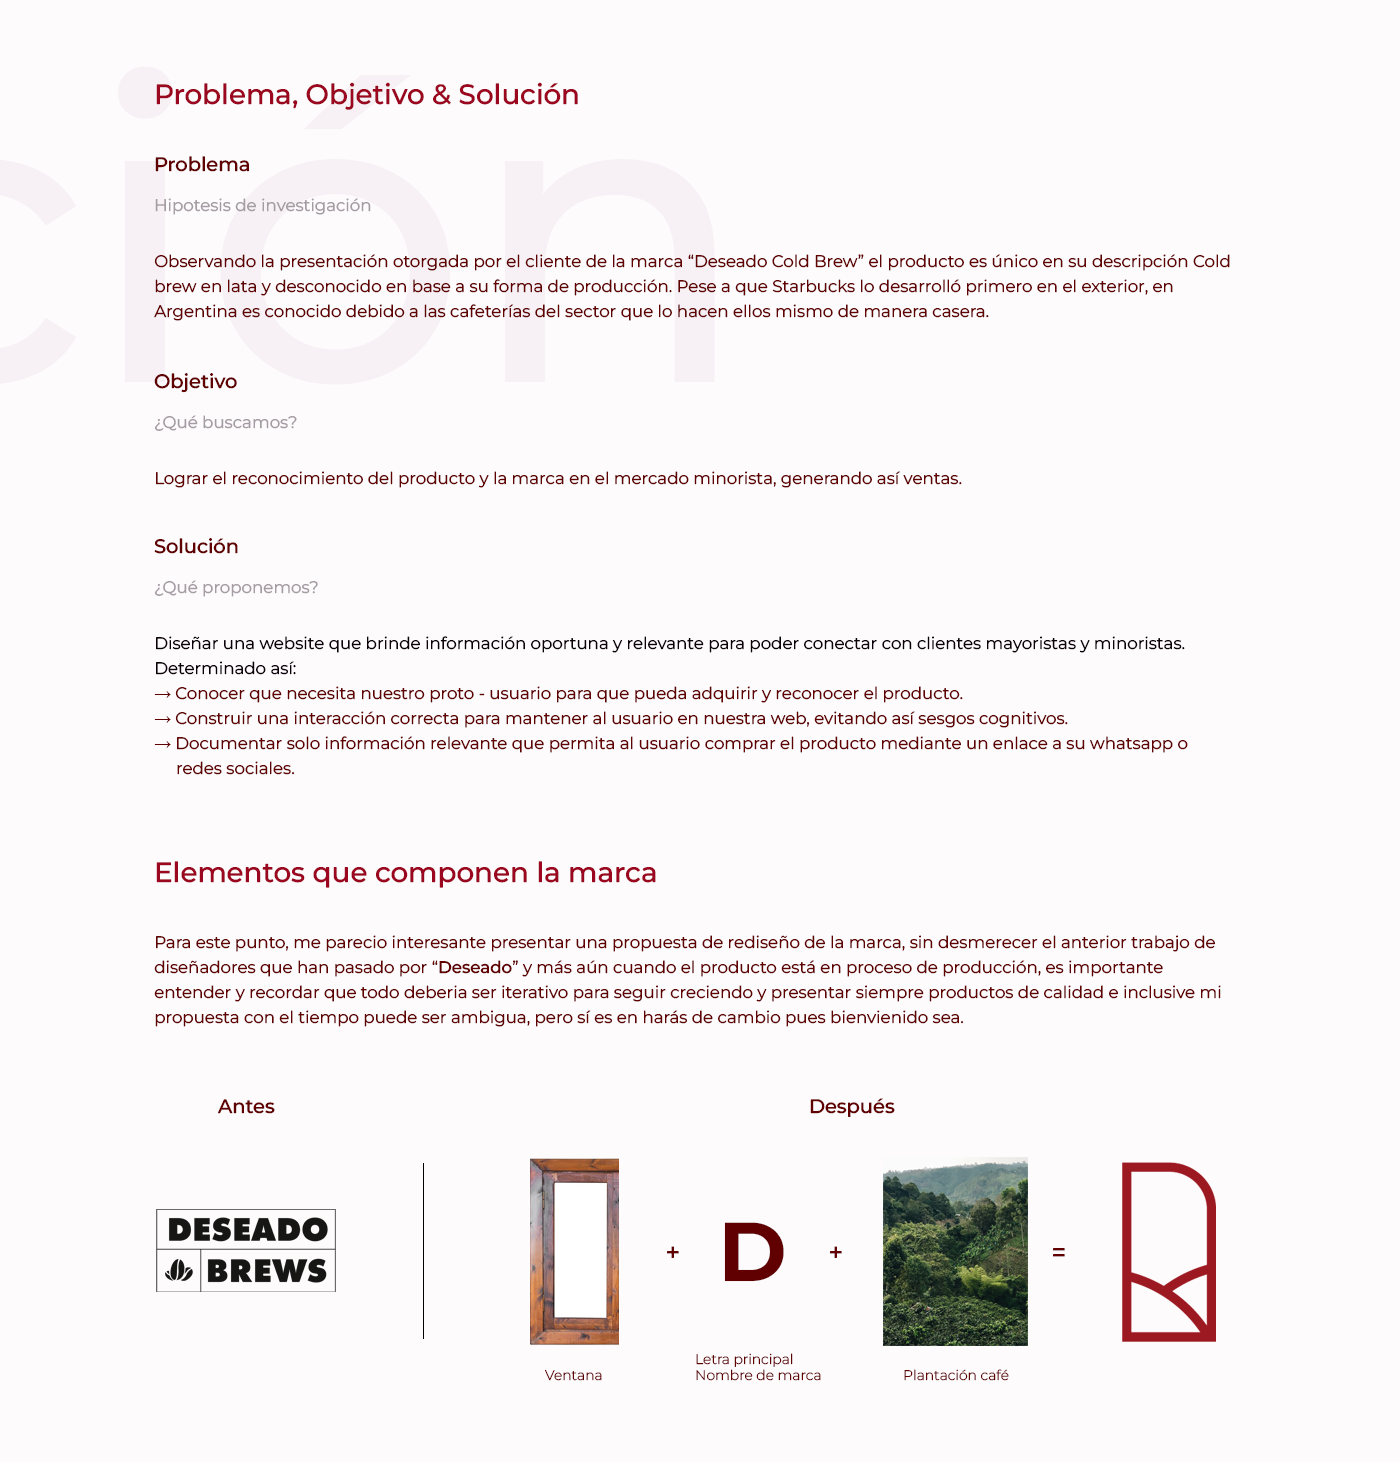 ción
Problema, Objetivo & Solución
Problema
Hipotesis de investigación
Observando la presentación otorgada por el cliente de la marca “Deseado Cold Brew” el producto es único en su descripción Cold
brew en lata y desconocido en base a su forma de producción. Pese a que Starbucks lo desarrolló primero en el exterior, en
Argentina es conocido debido a las cafeterías del sector que lo hacen ellos mismo de manera casera.
Objetivo
¿Qué buscamos?
Lograr el reconocimiento del producto y la marca en el mercado minorista, generando así ventas.
Solución
¿Qué proponemos?
Diseñar una website que brinde información oportuna y relevante para poder conectar con clientes mayoristas y minoristas.
Determinado así:
→ Conocer que necesita nuestro proto - usuario para que pueda adquirir y reconocer el producto.
→ Construir una interacción correcta para mantener al usuario en nuestra web, evitando así sesgos cognitivos.
→ Documentar solo información relevante que permita al usuario comprar el producto mediante un enlace a su whatsapp o
redes sociales.
Elementos que componen la marca
Para este punto, me parecio interesante presentar una propuesta de rediseño de la marca, sin desmerecer el anterior trabajo de
diseñadores que han pasado por “Deseado” y más aún cuando el producto está en proceso de producción, es importante
entender y recordar que todo deberia ser iterativo para seguir creciendo y presentar siempre productos de calidad e inclusive mi
propuesta con el tiempo puede ser ambigua, pero sí es en harás de cambio pues bienvienido sea.
Antes
Después
DESEADO
BREWS
+ D + =
Ventana
Letra principal
Nombre de marca
Plantación café